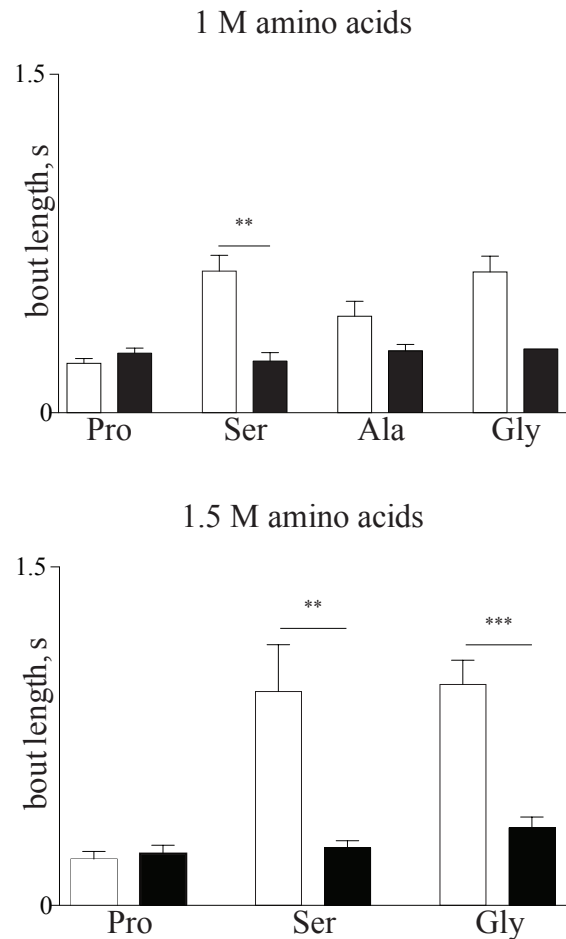 1 M amino acids
1.5
bout length, s
**
0
Pro Ser Ala Gly
1.5 M amino acids
1.5
bout length, s
** ***
0
Pro Ser Gly